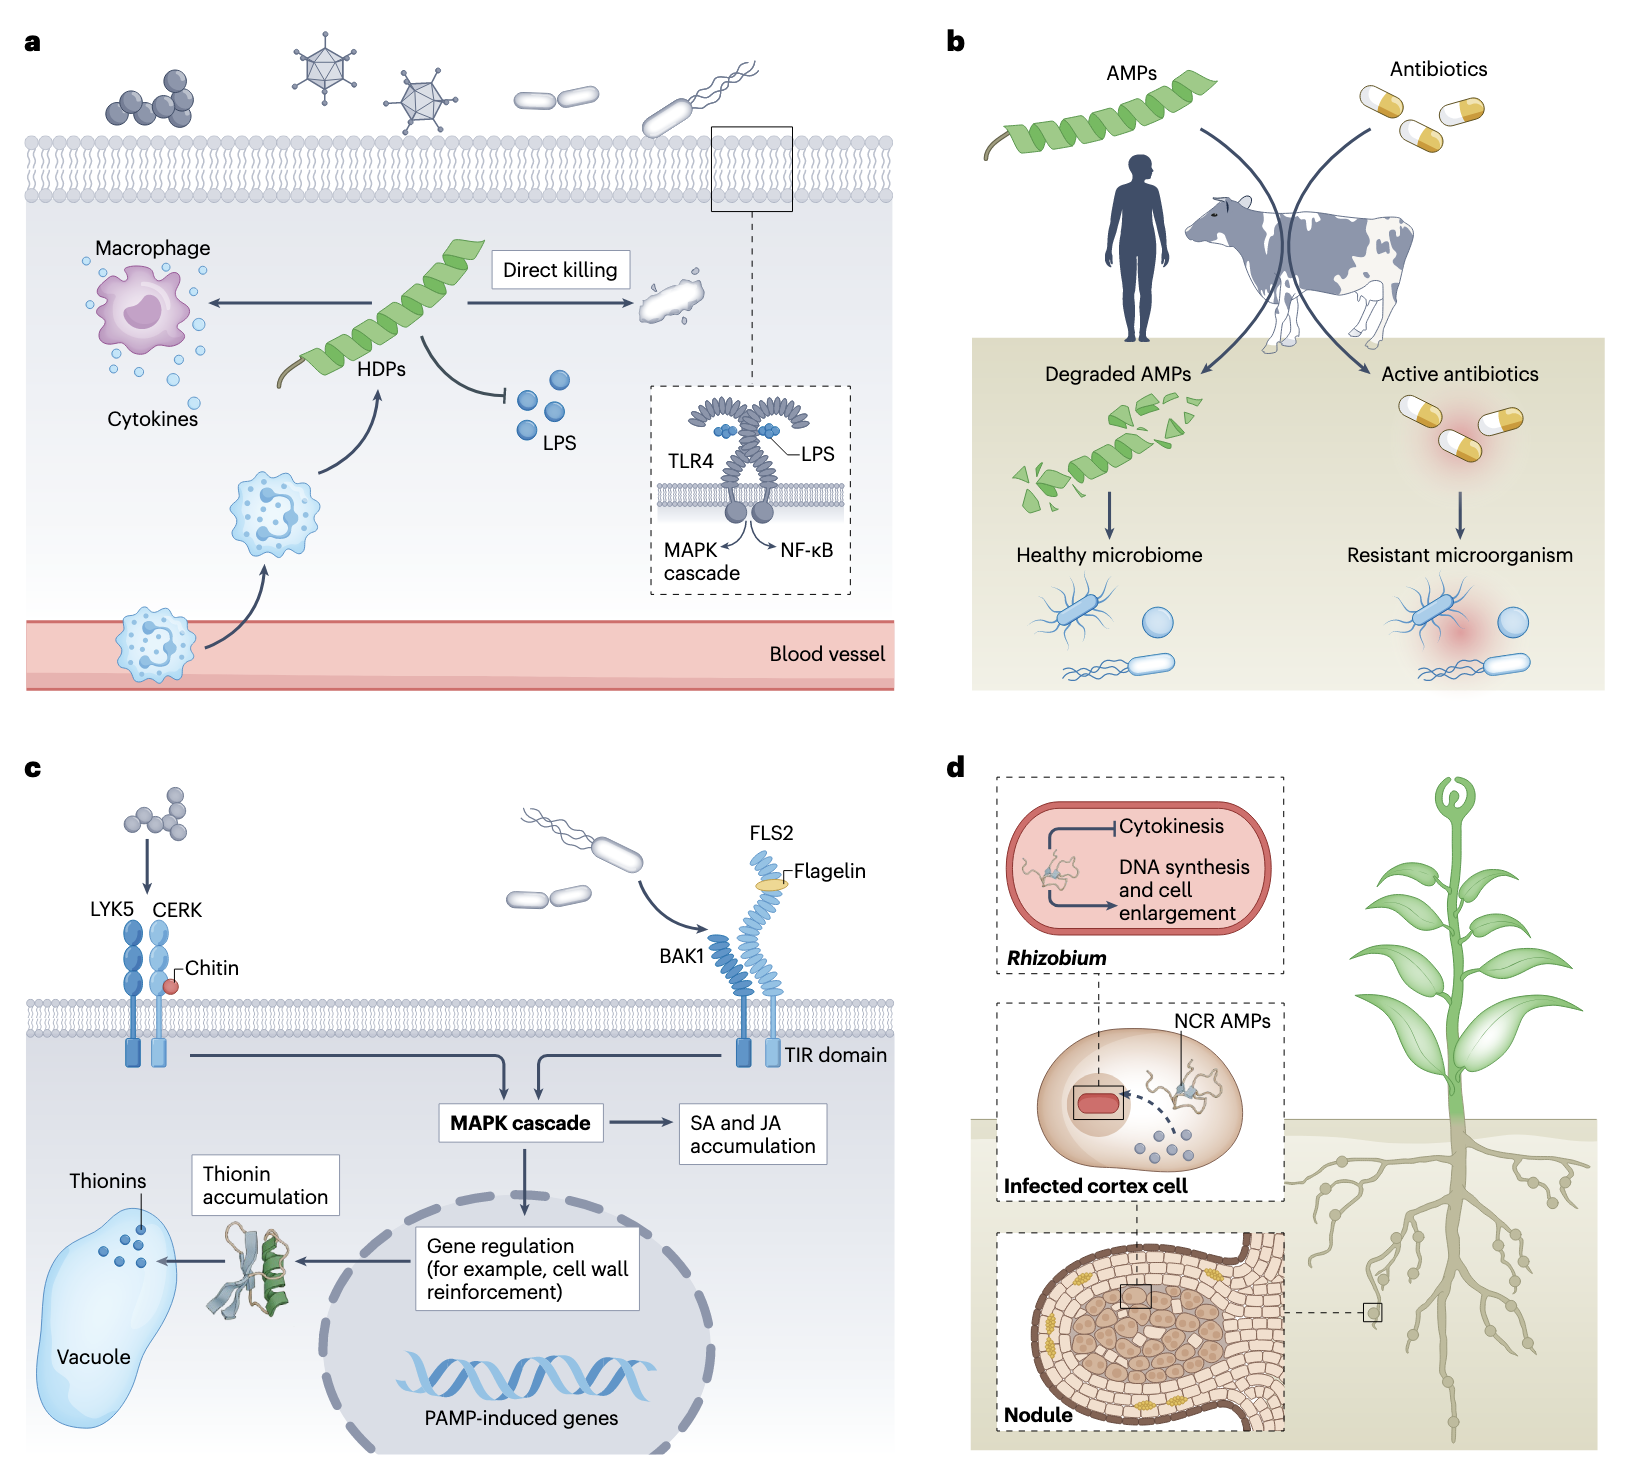 a
Macrophage
Cytokines
HDPs
Direct killing
LPS
TLR4
LPS
MAPK
cascade
NF-κB
Blood vessel
b
AMPs
Antibiotics
Degraded AMPs
Active antibiotics
Healthy microbiome
Resistant microorganism
c
LYK5
CERK
Chitin
FLS2
Flagelin
BAK1
TIR domain
MAPK cascade
SA and JA
accumulation
Thionins
Thionin
accumulation
Gene regulation
(for example, cell wall
reinforcement)
Vacuole
PAMP-induced genes
d
Cytokinesis
DNA synthesis
and cell
enlargement
Rhizobium
NCR AMPs
Infected cortex cell
Nodule